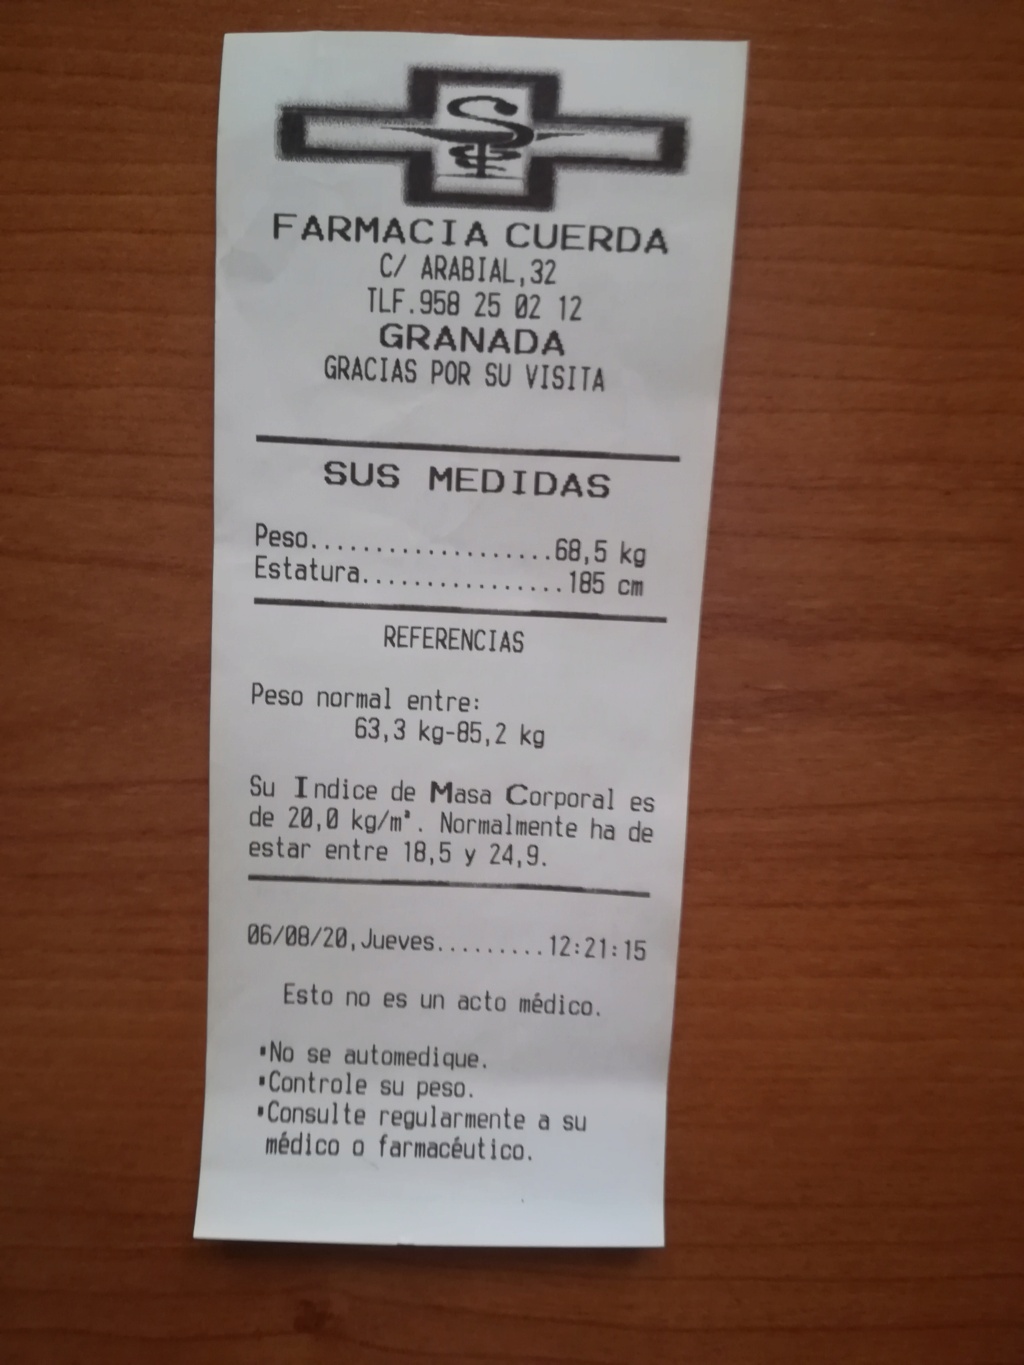 FARMACIA CUERDA
C/ ARABIAL,32
TLF.958 25 02 12
GRANADA
GRACIAS POR SU VISITA
SUS MEDIDAS
Peso...................68,5 kg
Estatura................185 cm
REFERENCIAS
Peso normal entre:
63,3 kg-85,2 kg
Su Indice de Masa Corporal es
de 20,0 kg/m². Normalmente ha de
estar entre 18,5 y 24,9.
06/08/20,Jueves.........12:21:15
Esto no es un acto médico.
▪No se automedique.
▪Controle su peso.
▪Consulte regularmente a su
médico o farmacéutico.